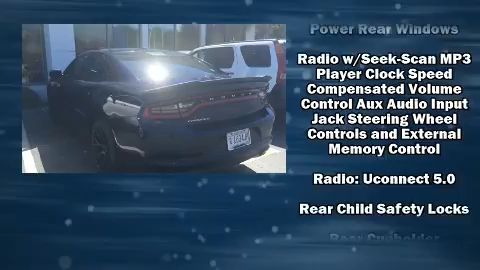 Power Rear Windows
Radio w/Seek-Scan MP3
Player Clock Speed
Compensated Volume
Control Aux Audio Input
Jack Steering Wheel
Controls and External
Memory Control
Radio: Uconnect 5.0
Rear Child Safety Locks
DODGE